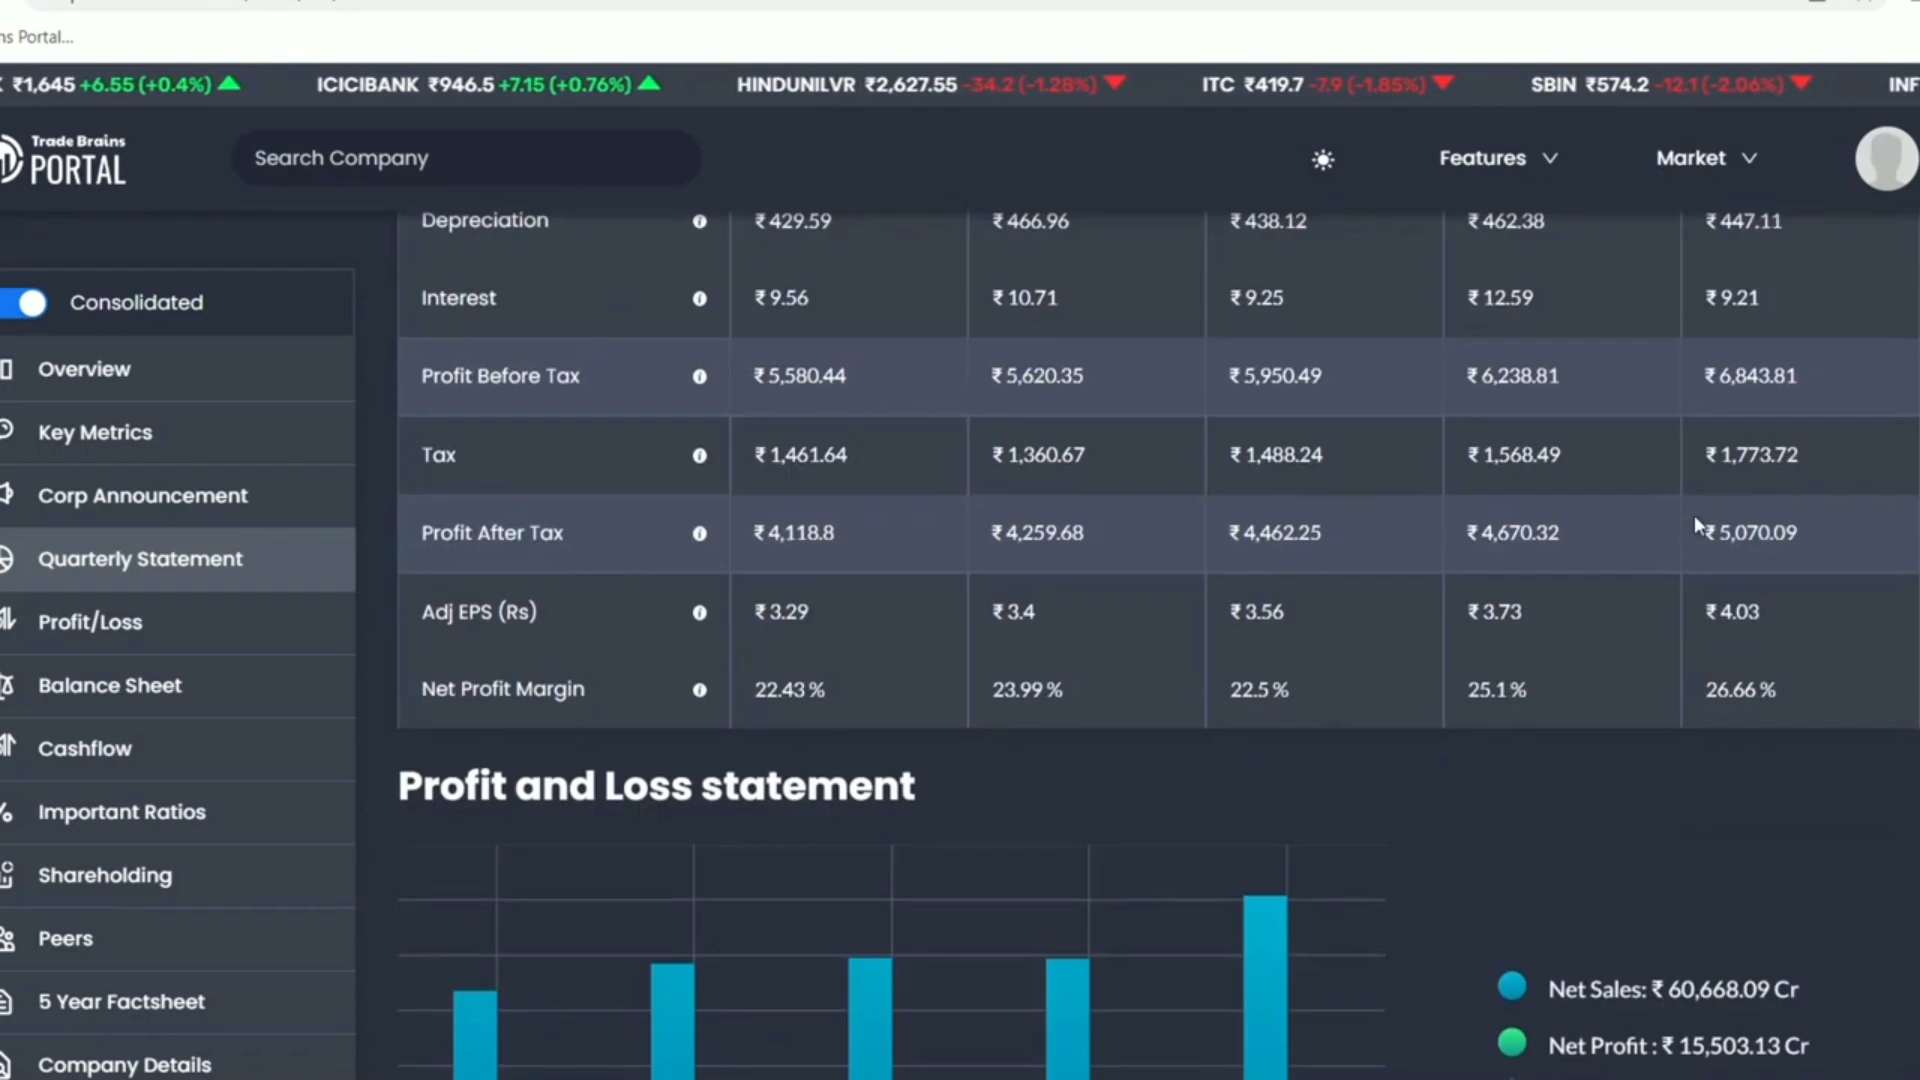 ns Portal...
₹1,645 +6.55 (+0.4%) ICICIBANK ₹946.5 +7.15 (+0.76%) HINDUNILVR ₹2,627.55 -34.2 (-1.28%) ITC ₹419.7 -7.9 (-1.85%) SBIN ₹574.2 -12.1 (-2.06%) INF
Trade Brains
PORTAL
Search Company
Features
Market
Consolidated
Overview
Key Metrics
Corp Announcement
Quarterly Statement
Profit/Loss
Balance Sheet
Cashflow
Important Ratios
Shareholding
Peers
5 Year Factsheet
Company Details
Depreciation ₹429.59 ₹466.96 ₹438.12 ₹462.38 ₹447.11
Interest ₹9.56 ₹10.71 ₹9.25 ₹12.59 ₹9.21
Profit Before Tax ₹5,580.44 ₹5,620.35 ₹5,950.49 ₹6,238.81 ₹6,843.81
Tax ₹1,461.64 ₹1,360.67 ₹1,488.24 ₹1,568.49 ₹1,773.72
Profit After Tax ₹4,118.8 ₹4,259.68 ₹4,462.25 ₹4,670.32 ₹5,070.09
Adj EPS (Rs) ₹3.29 ₹3.4 ₹3.56 ₹3.73 ₹4.03
Net Profit Margin 22.43 % 23.99 % 22.5 % 25.1 % 26.66 %
Profit and Loss statement
Net Sales: ₹ 60,668.09 Cr
Net Profit : ₹ 15,503.13 Cr